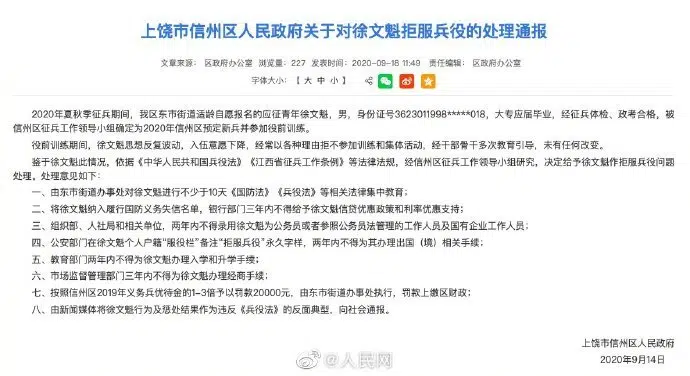 上饶市信州区人民政府关于对徐文魁拒服兵役的处理通报
文章来源: 区政府办公室 浏览量: 227 发表时间: 2020-09-16 11:49 责任编辑: 区政府办公室
字体大小: 【 大 中 小 】
2020年夏秋季征兵期间，我区东市街道适龄自愿报名的应征青年徐文魁，男，身份证号3623011998*****018，大专应届毕业，经征兵体检、政考合格，被
信州区征兵工作领导小组确定为2020年信州区预定新兵并参加役前训练。
役前训练期间，徐文魁思想反复波动，入伍意愿下降，经常以各种理由拒不参加训练和集体活动，经干部骨干多次教育引导，未有任何改变。
鉴于徐文魁此情况，依据《中华人民共和国兵役法》《江西省征兵工作条例》等法律法规，经信州区征兵工作领导小组研究，决定给予徐文魁作拒服兵役问题
处理。处理意见如下：
一、由东市街道办事处对徐文魁进行不少于10天《国防法》《兵役法》等相关法律集中教育；
二、将徐文魁纳入履行国防义务失信名单，银行部门三年内不得给予徐文魁信贷优惠政策和利率优惠支持；
三、组织部、人社局和相关单位，两年内不得录用徐文魁为公务员或者参照公务员法管理的工作人员及国有企业工作人员；
四、公安部门在徐文魁个人户籍“服役栏”备注“拒服兵役”永久字样，两年内不得为其办理出国（境）相关手续；
五、教育部门两年内不得为徐文魁办理入学和升学手续；
六、市场监督管理部门三年内不得为徐文魁办理经商手续；
七、按照信州区2019年义务兵优待金的1-3倍予以罚款20000元，由东市街道办事处执行，罚款上缴区财政；
八、由新闻媒体将徐文魁行为及惩处结果作为违反《兵役法》的反面典型，向社会通报。
上饶市信州区人民政府
2020年9月14日
@人民网